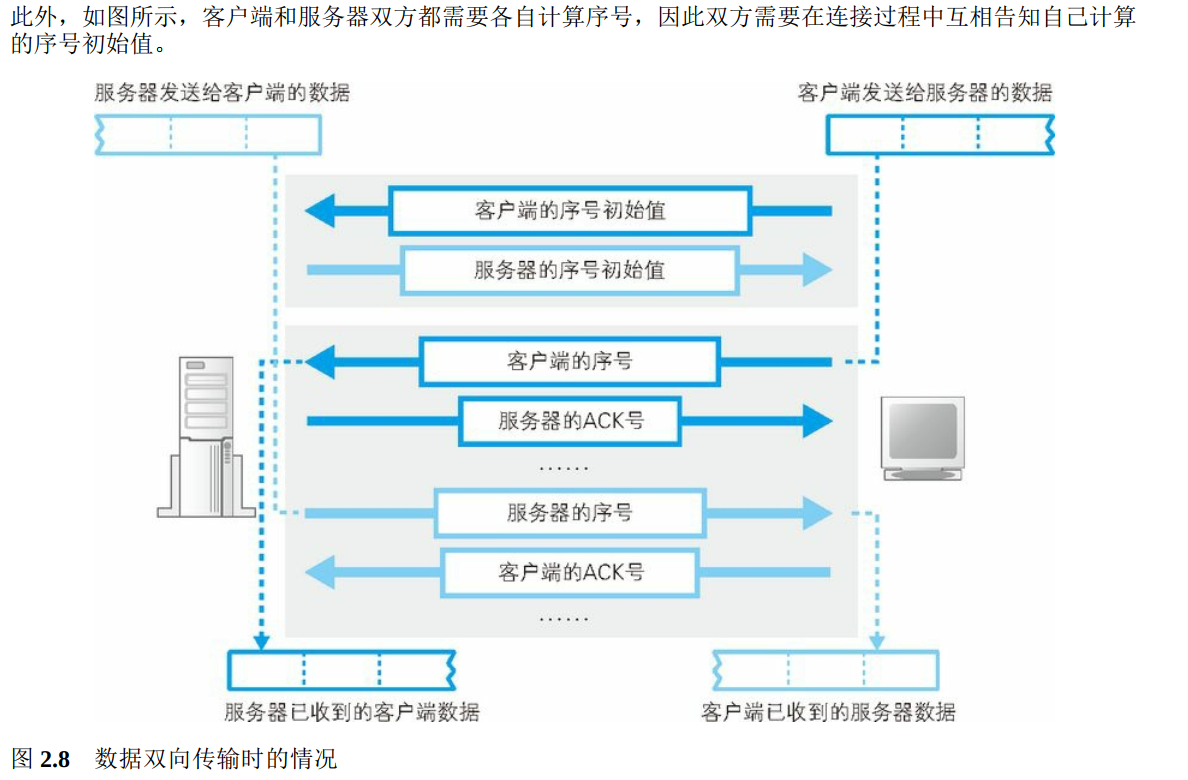 此外，如图所示，客户端和服务器双方都需要各自计算序号，因此双方需要在连接过程中互相告知自己计算
的序号初始值。
服务器发送给客户端的数据
客户端发送给服务器的数据
客户端的序号初始值
服务器的序号初始值
客户端的序号
服务器的ACK号
……
服务器的序号
客户端的ACK号
……
服务器已收到的客户端数据
客户端已收到的服务器数据
图 2.8 数据双向传输时的情况